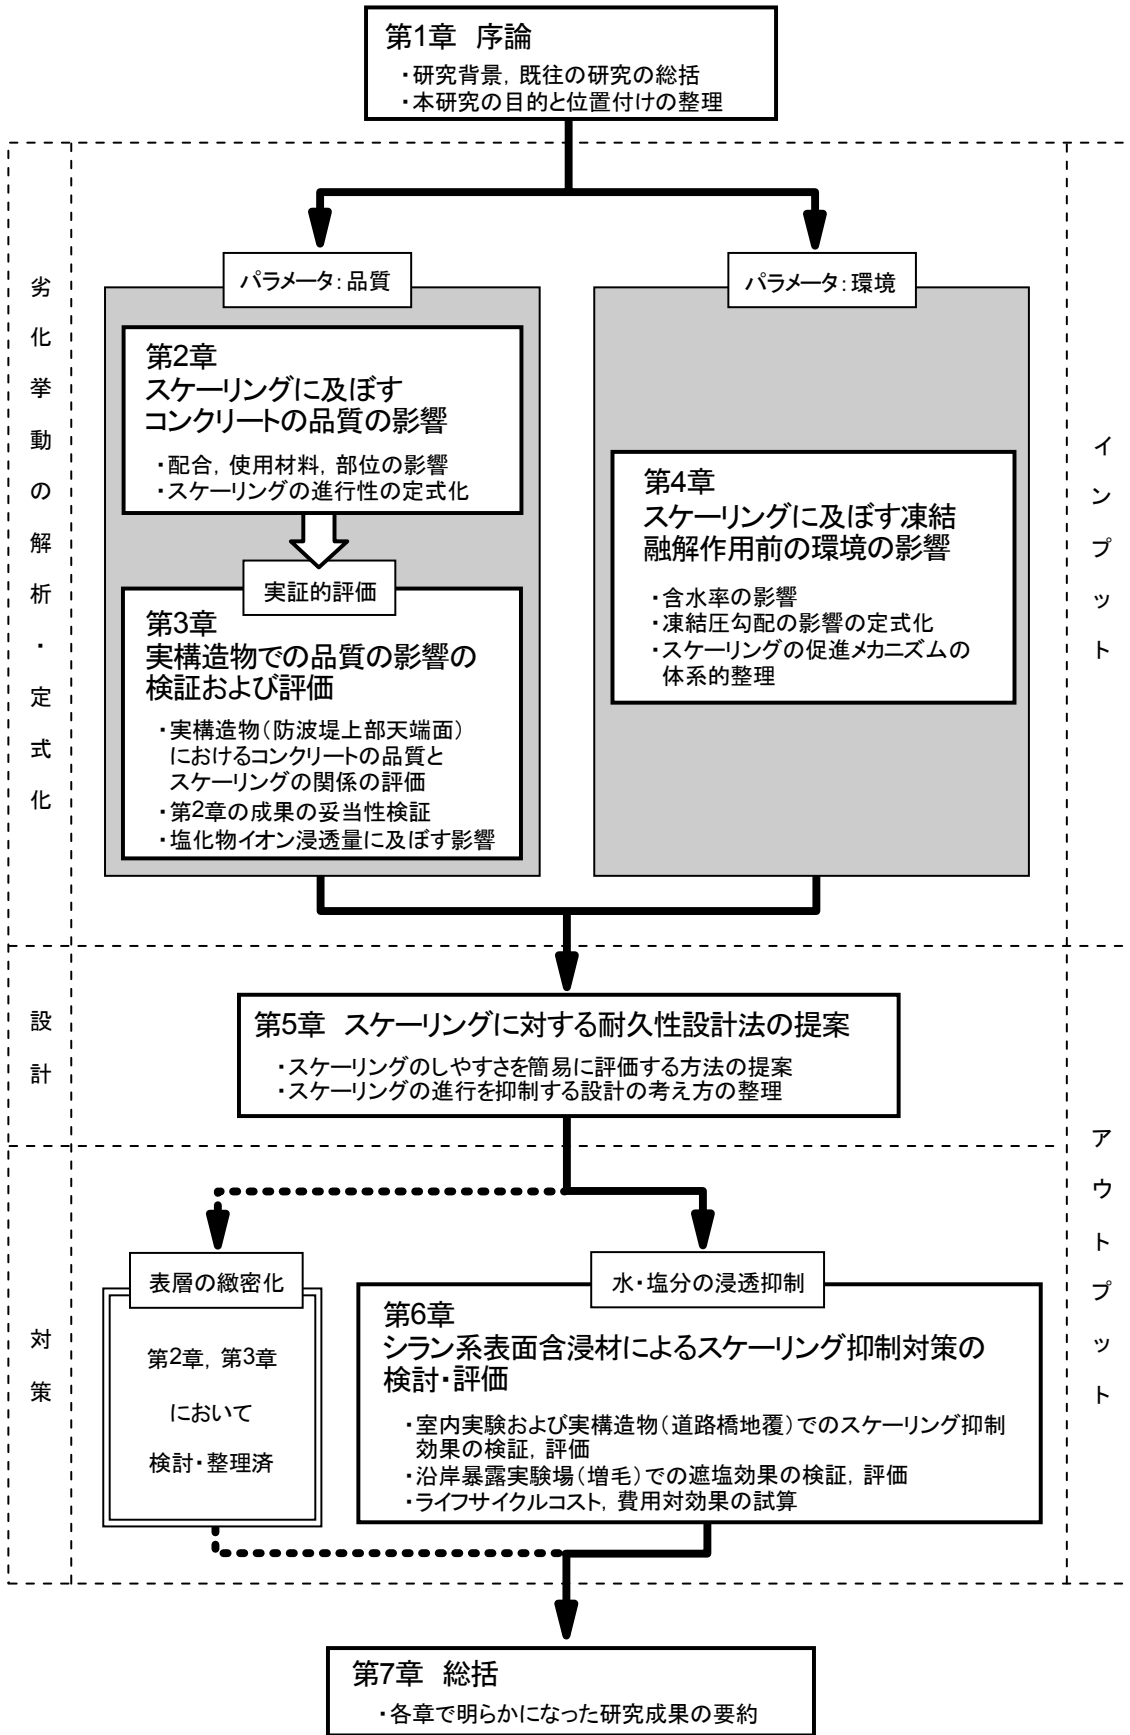 第1章 序論
・研究背景，既往の研究の総括
・本研究の目的と位置付けの整理
劣化挙動の解析・定式化
インプット
パラメータ：品質
第2章
スケーリングに及ぼす
コンクリートの品質の影響
・配合，使用材料，部位の影響
・スケーリングの進行性の定式化
実証的評価
第3章
実構造物での品質の影響の
検証および評価
・実構造物（防波堤上部天端面）
におけるコンクリートの品質と
スケーリングの関係の評価
・第2章の成果の妥当性検証
・塩化物イオン浸透量に及ぼす影響
パラメータ：環境
第4章
スケーリングに及ぼす凍結
融解作用前の環境の影響
・含水率の影響
・凍結圧勾配の影響の定式化
・スケーリングの促進メカニズムの
体系的整理
設計
アウトプット
第5章 スケーリングに対する耐久性設計法の提案
・スケーリングのしやすさを簡易に評価する方法の提案
・スケーリングの進行を抑制する設計の考え方の整理
対策
表層の緻密化
第2章，第3章
において
検討・整理済
水・塩分の浸透抑制
第6章
シラン系表面含浸材によるスケーリング抑制対策の
検討・評価
・室内実験および実構造物（道路橋地覆）でのスケーリング抑制
効果の検証，評価
・沿岸暴露実験場（増毛）での遮塩効果の検証，評価
・ライフサイクルコスト，費用対効果の試算
第7章 総括
・各章で明らかになった研究成果の要約